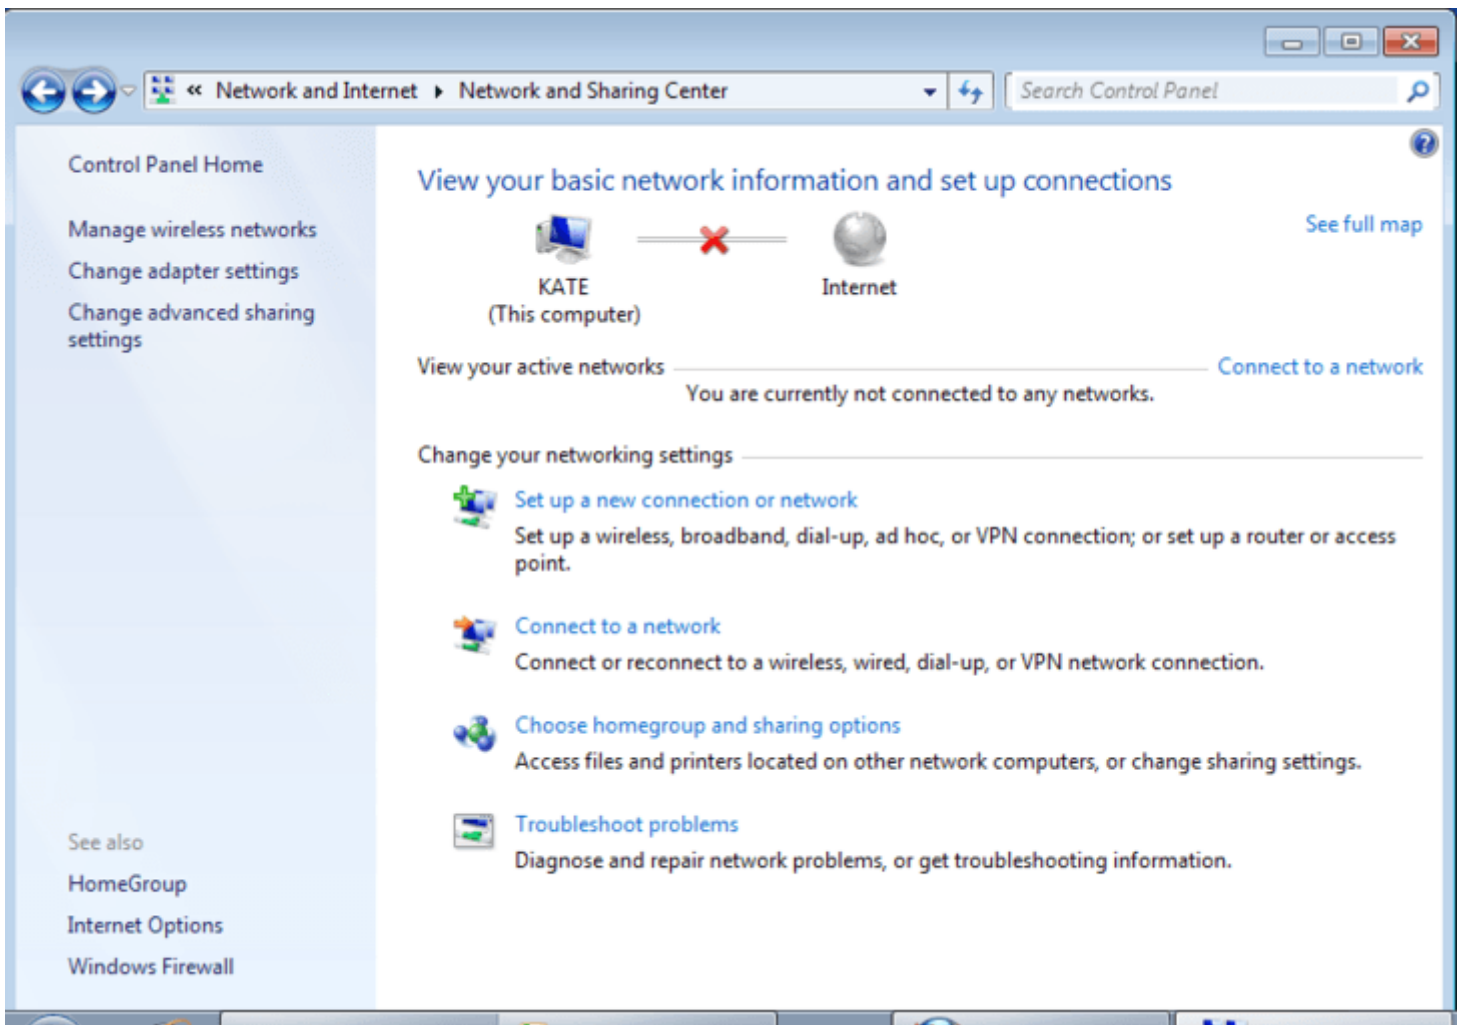 « Network and Internet ▸ Network and Sharing Center
Search Control Panel
Control Panel Home
Manage wireless networks
Change adapter settings
Change advanced sharing
settings
See also
HomeGroup
Internet Options
Windows Firewall
View your basic network information and set up connections
See full map
KATE
(This computer)
Internet
View your active networks
Connect to a network
You are currently not connected to any networks.
Change your networking settings
Set up a new connection or network
Set up a wireless, broadband, dial-up, ad hoc, or VPN connection; or set up a router or access
point.
Connect to a network
Connect or reconnect to a wireless, wired, dial-up, or VPN network connection.
Choose homegroup and sharing options
Access files and printers located on other network computers, or change sharing settings.
Troubleshoot problems
Diagnose and repair network problems, or get troubleshooting information.